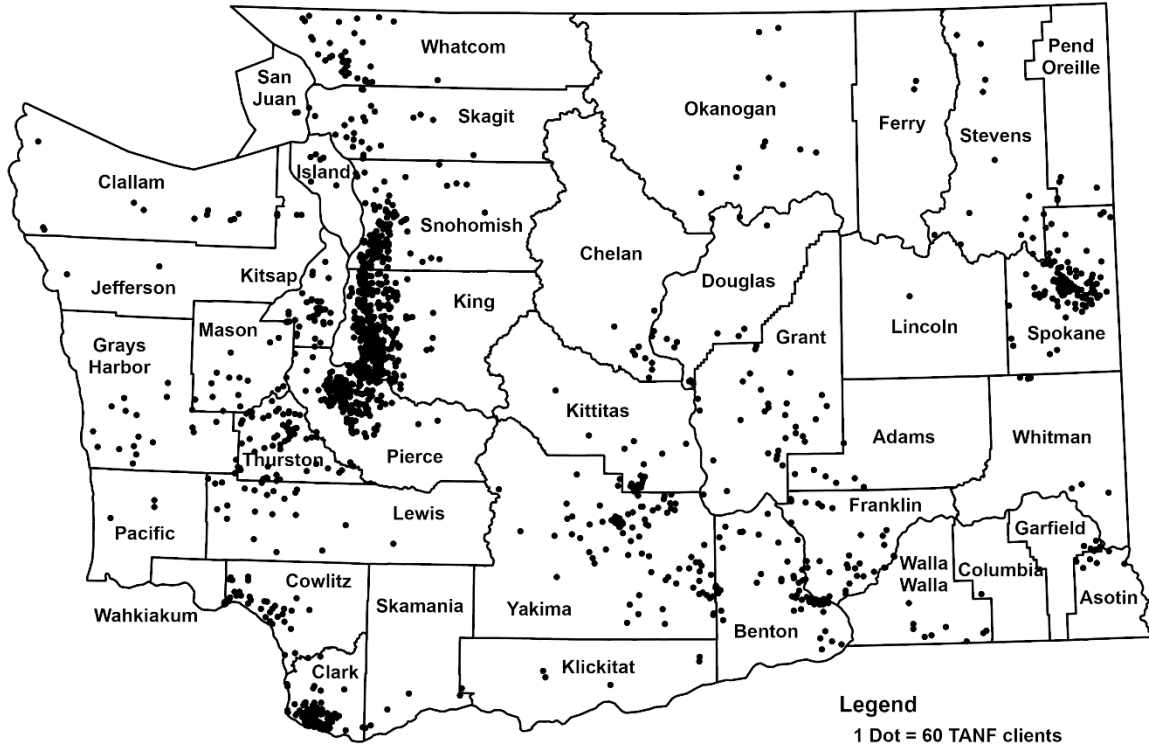 Whatcom
Pend
Oreille
San
Juan
Okanogan
Skagit
Ferry
Stevens
Island
Clallam
Snohomish
Chelan
Kitsap
Douglas
Jefferson
King
Mason
Grant
Lincoln
Spokane
Grays
Harbor
Kittitas
Adams
Whitman
Thurston
Pierce
Franklin
Lewis
Garfield
Pacific
Walla
Walla
Columbia
Cowlitz
Asotin
Wahkiakum
Skamania
Yakima
Benton
Klickitat
Clark
Legend
1 Dot = 60 TANF clients